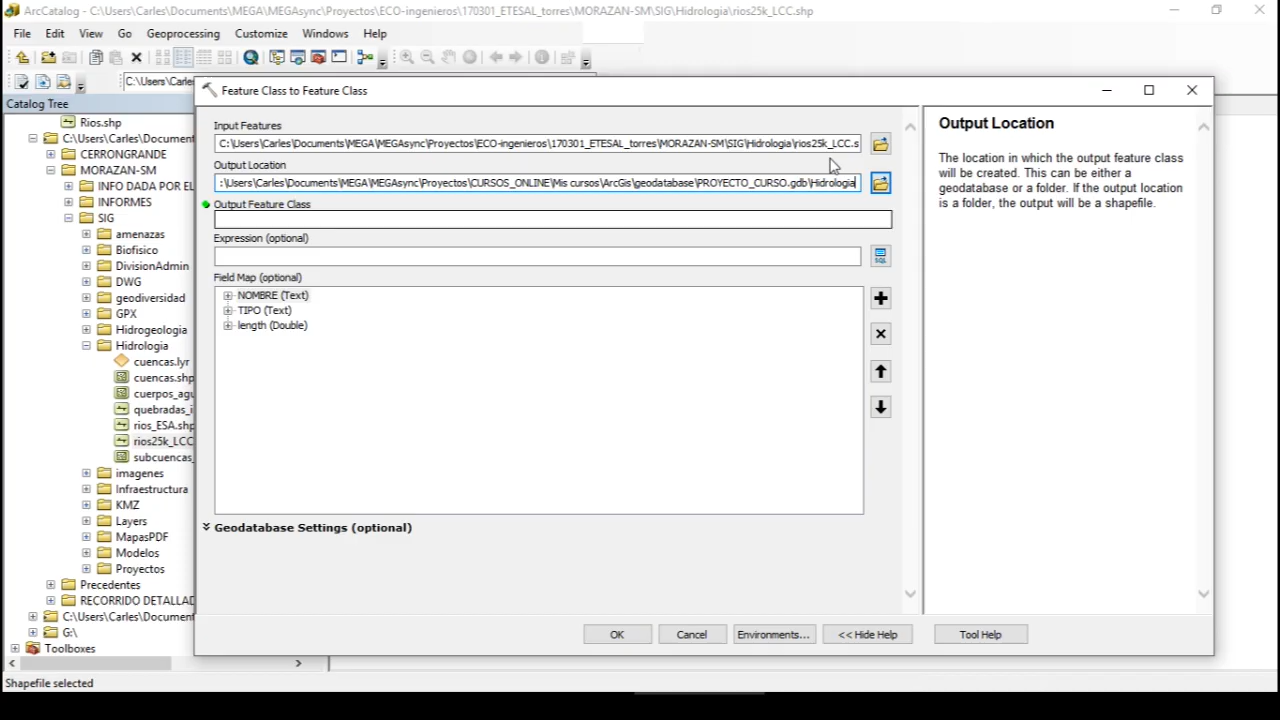 ArcCatalog - C:\Users\Carles\Documents\MEGA\MEGAsync\Proyectos\ECO-ingenieros\170301_ETESAL_torres\MORAZAN-SM\SIG\Hidrologia\rios25k_LCC.shp
File Edit View Go Geoprocessing Customize Windows Help
C:\Users\Carle
Catalog Tree
Rios.shp
C:\Users\Carles\Document
CERRONGRANDE
MORAZAN-SM
INFO DADA POR EL
INFORMES
SIG
amenazas
Biofisico
DivisionAdmin
DWG
geodiversidad
GPX
Hidrogeologia
Hidrologia
cuencas.lyr
cuencas.shp
cuerpos_agu
quebradas_i
rios_ESA.shp
rios25k_LCC
subcuencas_
imagenes
Infraestructura
KMZ
Layers
MapasPDF
Modelos
Proyectos
Precedentes
RECORRIDO DETALLAD
C:\Users\Carles\Document
G:\
Toolboxes
Shapefile selected
Feature Class to Feature Class
Input Features
C:\Users\Carles\Documents\MEGA\MEGAsync\Proyectos\ECO-ingenieros\170301_ETESAL_torres\MORAZAN-SM\SIG\Hidrologia\rios25k_LCC.s
Output Location
:\Users\Carles\Documents\MEGA\MEGAsync\Proyectos\CURSOS_ONLINE\Mis cursos\ArcGis\geodatabase\PROYECTO_CURSO.gdb\Hidrologia
Output Feature Class
Expression (optional)
SQL
Field Map (optional)
NOMBRE (Text)
TIPO (Text)
length (Double)
Geodatabase Settings (optional)
OK Cancel Environments... << Hide Help Tool Help
Output Location
The location in which the output feature class
will be created. This can be either a
geodatabase or a folder. If the output location
is a folder, the output will be a shapefile.